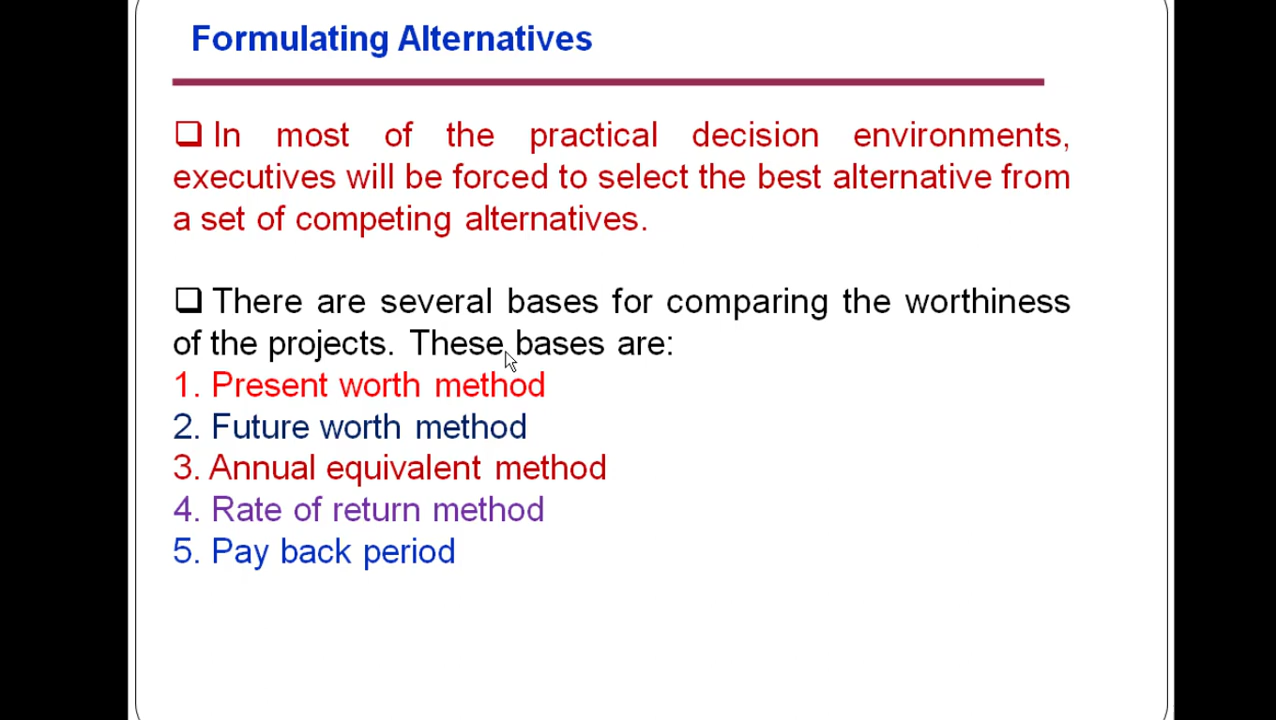 Formulating Alternatives
❑ In most of the practical decision environments,
executives will be forced to select the best alternative from
a set of competing alternatives.
❑ There are several bases for comparing the worthiness
of the projects. These bases are:
1. Present worth method
2. Future worth method
3. Annual equivalent method
4. Rate of return method
5. Pay back period